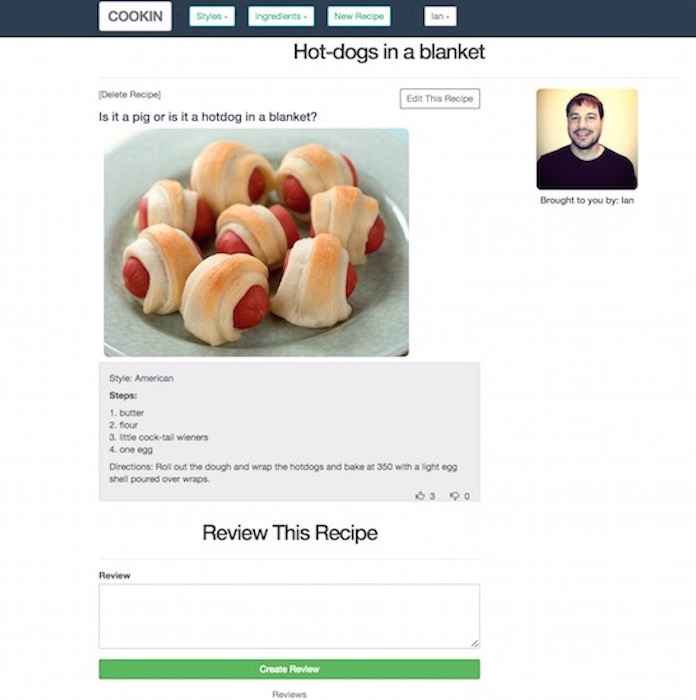 COOKIN Styles Ingredients New Recipe Ian
Hot-dogs in a blanket
[Delete Recipe] Edit This Recipe
Is it a pig or is it a hotdog in a blanket?
Brought to you by: Ian
Style: American
Steps:
1. butter
2. flour
3. little cock-tail wieners
4. one egg
Directions: Roll out the dough and wrap the hotdogs and bake at 350 with a light egg
shell poured over wraps.
3 0
Review This Recipe
Review
Create Review
Reviews